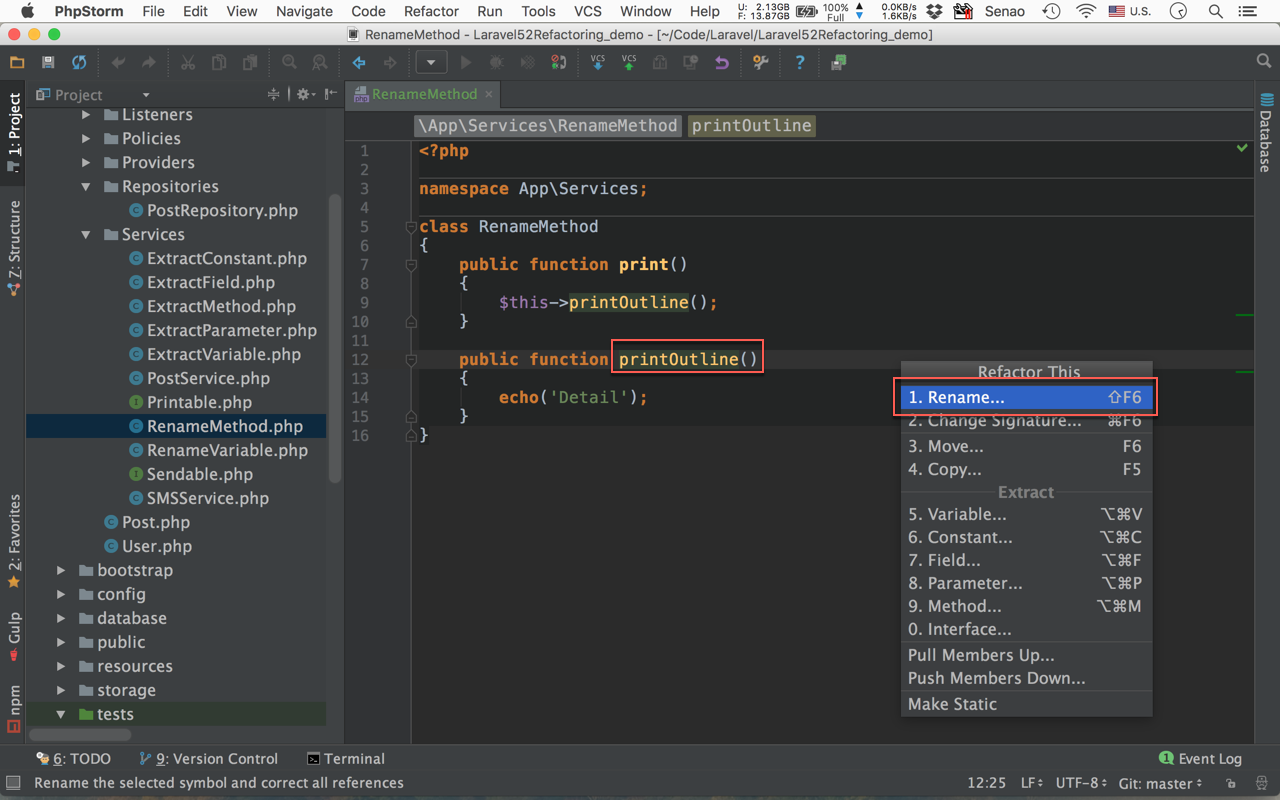 PhpStorm File Edit View Navigate Code Refactor Run Tools VCS Window Help U: 2.13GB F: 13.87GB 100% Full 0.0KB/s 1.6KB/s Senao U.S.
RenameMethod - Laravel52Refactoring_demo - [~/Code/Laravel/Laravel52Refactoring_demo]
VCS VCS ?
1: Project
7: Structure
2: Favorites
Gulp
npm
Project
Listeners
Policies
Providers
Repositories
PostRepository.php
Services
ExtractConstant.php
ExtractField.php
ExtractMethod.php
ExtractParameter.php
ExtractVariable.php
PostService.php
Printable.php
RenameMethod.php
RenameVariable.php
Sendable.php
SMSService.php
Post.php
User.php
bootstrap
config
database
public
resources
storage
tests
RenameMethod ×
\App\Services\RenameMethod printOutline
1 <?php
2
3 namespace App\Services;
4
5 class RenameMethod
6 {
7 public function print()
8 {
9 $this->printOutline();
10 }
11
12 public function printOutline()
13 {
14 echo('Detail');
15 }
16 }
Refactor This
1. Rename... ⇧F6
2. Change Signature... ⌘F6
3. Move... F6
4. Copy... F5
Extract
5. Variable... ⌥⌘V
6. Constant... ⌥⌘C
7. Field... ⌥⌘F
8. Parameter... ⌥⌘P
9. Method... ⌥⌘M
0. Interface...
Pull Members Up...
Push Members Down...
Make Static
Database
6: TODO 9: Version Control Terminal 1 Event Log
Rename the selected symbol and correct all references 12:25 LF UTF-8 Git: master